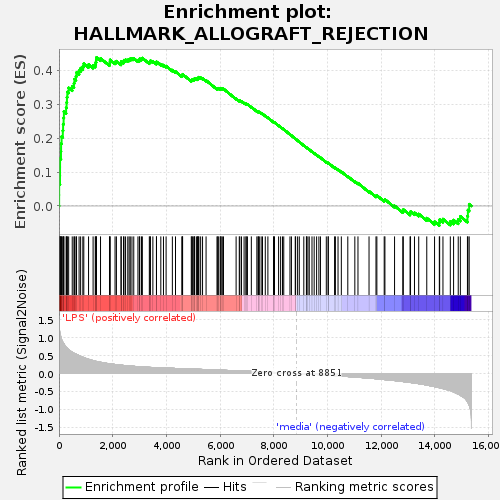 Enrichment plot:
HALLMARK_ALLOGRAFT_REJECTION
Enrichment score (ES)
0.4
0.3
0.2
0.1
0.0
Ranked list metric (Signal2Noise)
1.5
1.0
0.5
0.0
-0.5
-1.0
-1.5
'LPS' (positively correlated)
Zero cross at 8851
'media' (negatively correlated)
0 2,000 4,000 6,000 8,000 10,000 12,000 14,000 16,000
Rank in Ordered Dataset
Enrichment profile Hits Ranking metric scores